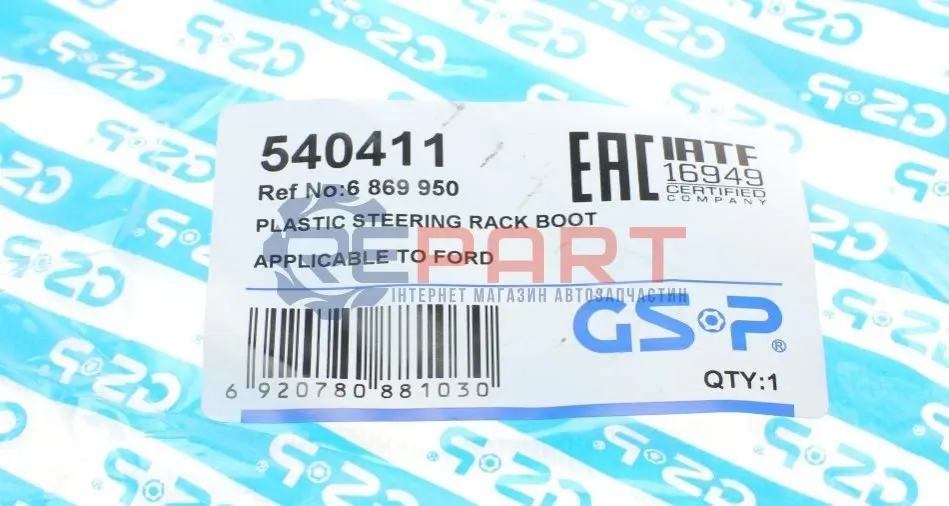 540411
Ref No:6 869 950
PLASTIC STEERING RACK BOOT
APPLICABLE TO FORD
EAC
IATF
16949
CERTIFIED
COMPANY
REPART
ІНТЕРНЕТ МАГАЗИН АВТОЗАПЧАСТИН
GSP®
6 920780 881030
QTY:1